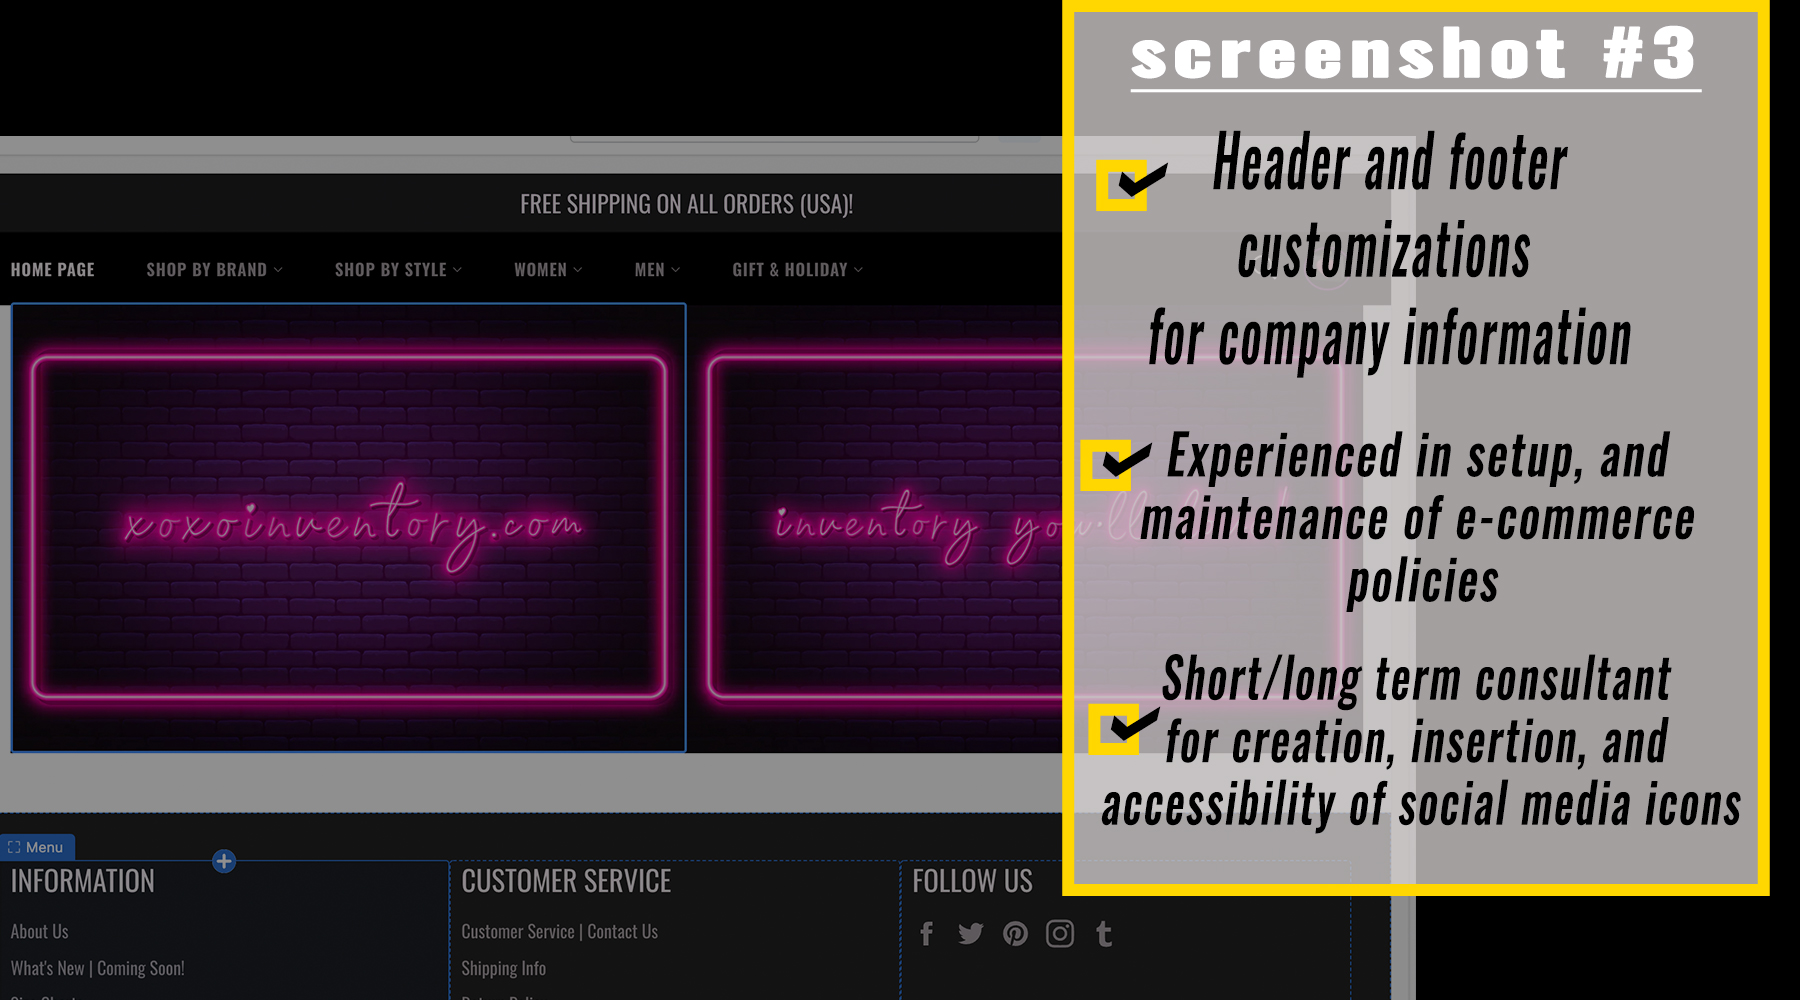 screenshot #3
Header and footer
customizations
for company information
Experienced in setup, and
maintenance of e-commerce
policies
Short/long term consultant
for creation, insertion, and
accessibility of social media icons
FREE SHIPPING ON ALL ORDERS (USA)!
HOME PAGE SHOP BY BRAND SHOP BY STYLE WOMEN MEN GIFT & HOLIDAY
xoxoinventory.com
inventory you'll
Menu
INFORMATION
About Us
What's New | Coming Soon!
CUSTOMER SERVICE
Customer Service | Contact Us
Shipping Info
FOLLOW US